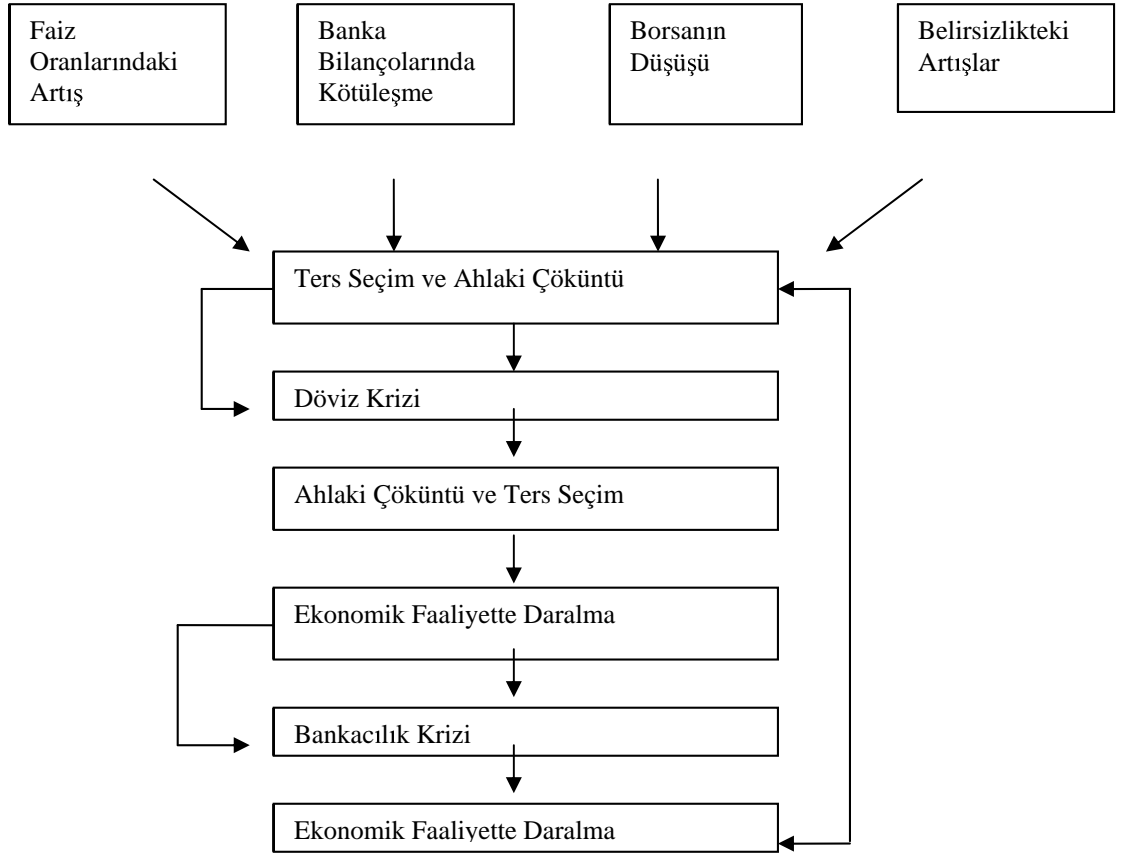 Faiz
Oranlarındaki
Artış
Banka
Bilançolarında
Kötüleşme
Borsanın
Düşüşü
Belirsizlikteki
Artışlar
Ters Seçim ve Ahlaki Çöküntü
Döviz Krizi
Ahlaki Çöküntü ve Ters Seçim
Ekonomik Faaliyette Daralma
Bankacılık Krizi
Ekonomik Faaliyette Daralma